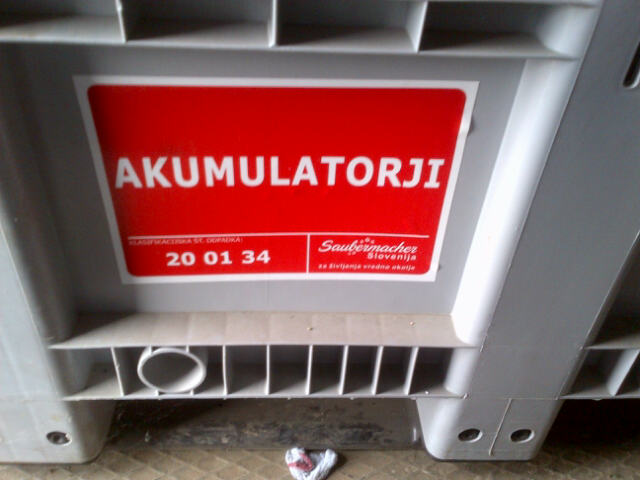 AKUMULATORJI
KLASIFIKACIJSKA ŠT. ODPADKA:
20 01 34
Saubermacher
Slovenija
za življenja vredno okolje